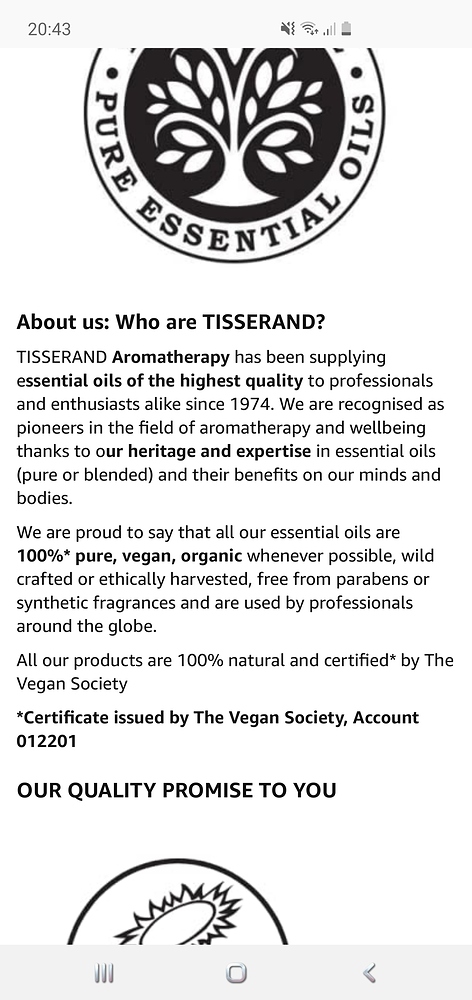 20:43
PURE ESSENTIAL OILS
About us: Who are TISSERAND?
TISSERAND Aromatherapy has been supplying
essential oils of the highest quality to professionals
and enthusiasts alike since 1974. We are recognised as
pioneers in the field of aromatherapy and wellbeing
thanks to our heritage and expertise in essential oils
(pure or blended) and their benefits on our minds and
bodies.
We are proud to say that all our essential oils are
100%* pure, vegan, organic whenever possible, wild
crafted or ethically harvested, free from parabens or
synthetic fragrances and are used by professionals
around the globe.
All our products are 100% natural and certified* by The
Vegan Society
*Certificate issued by The Vegan Society, Account
012201
OUR QUALITY PROMISE TO YOU